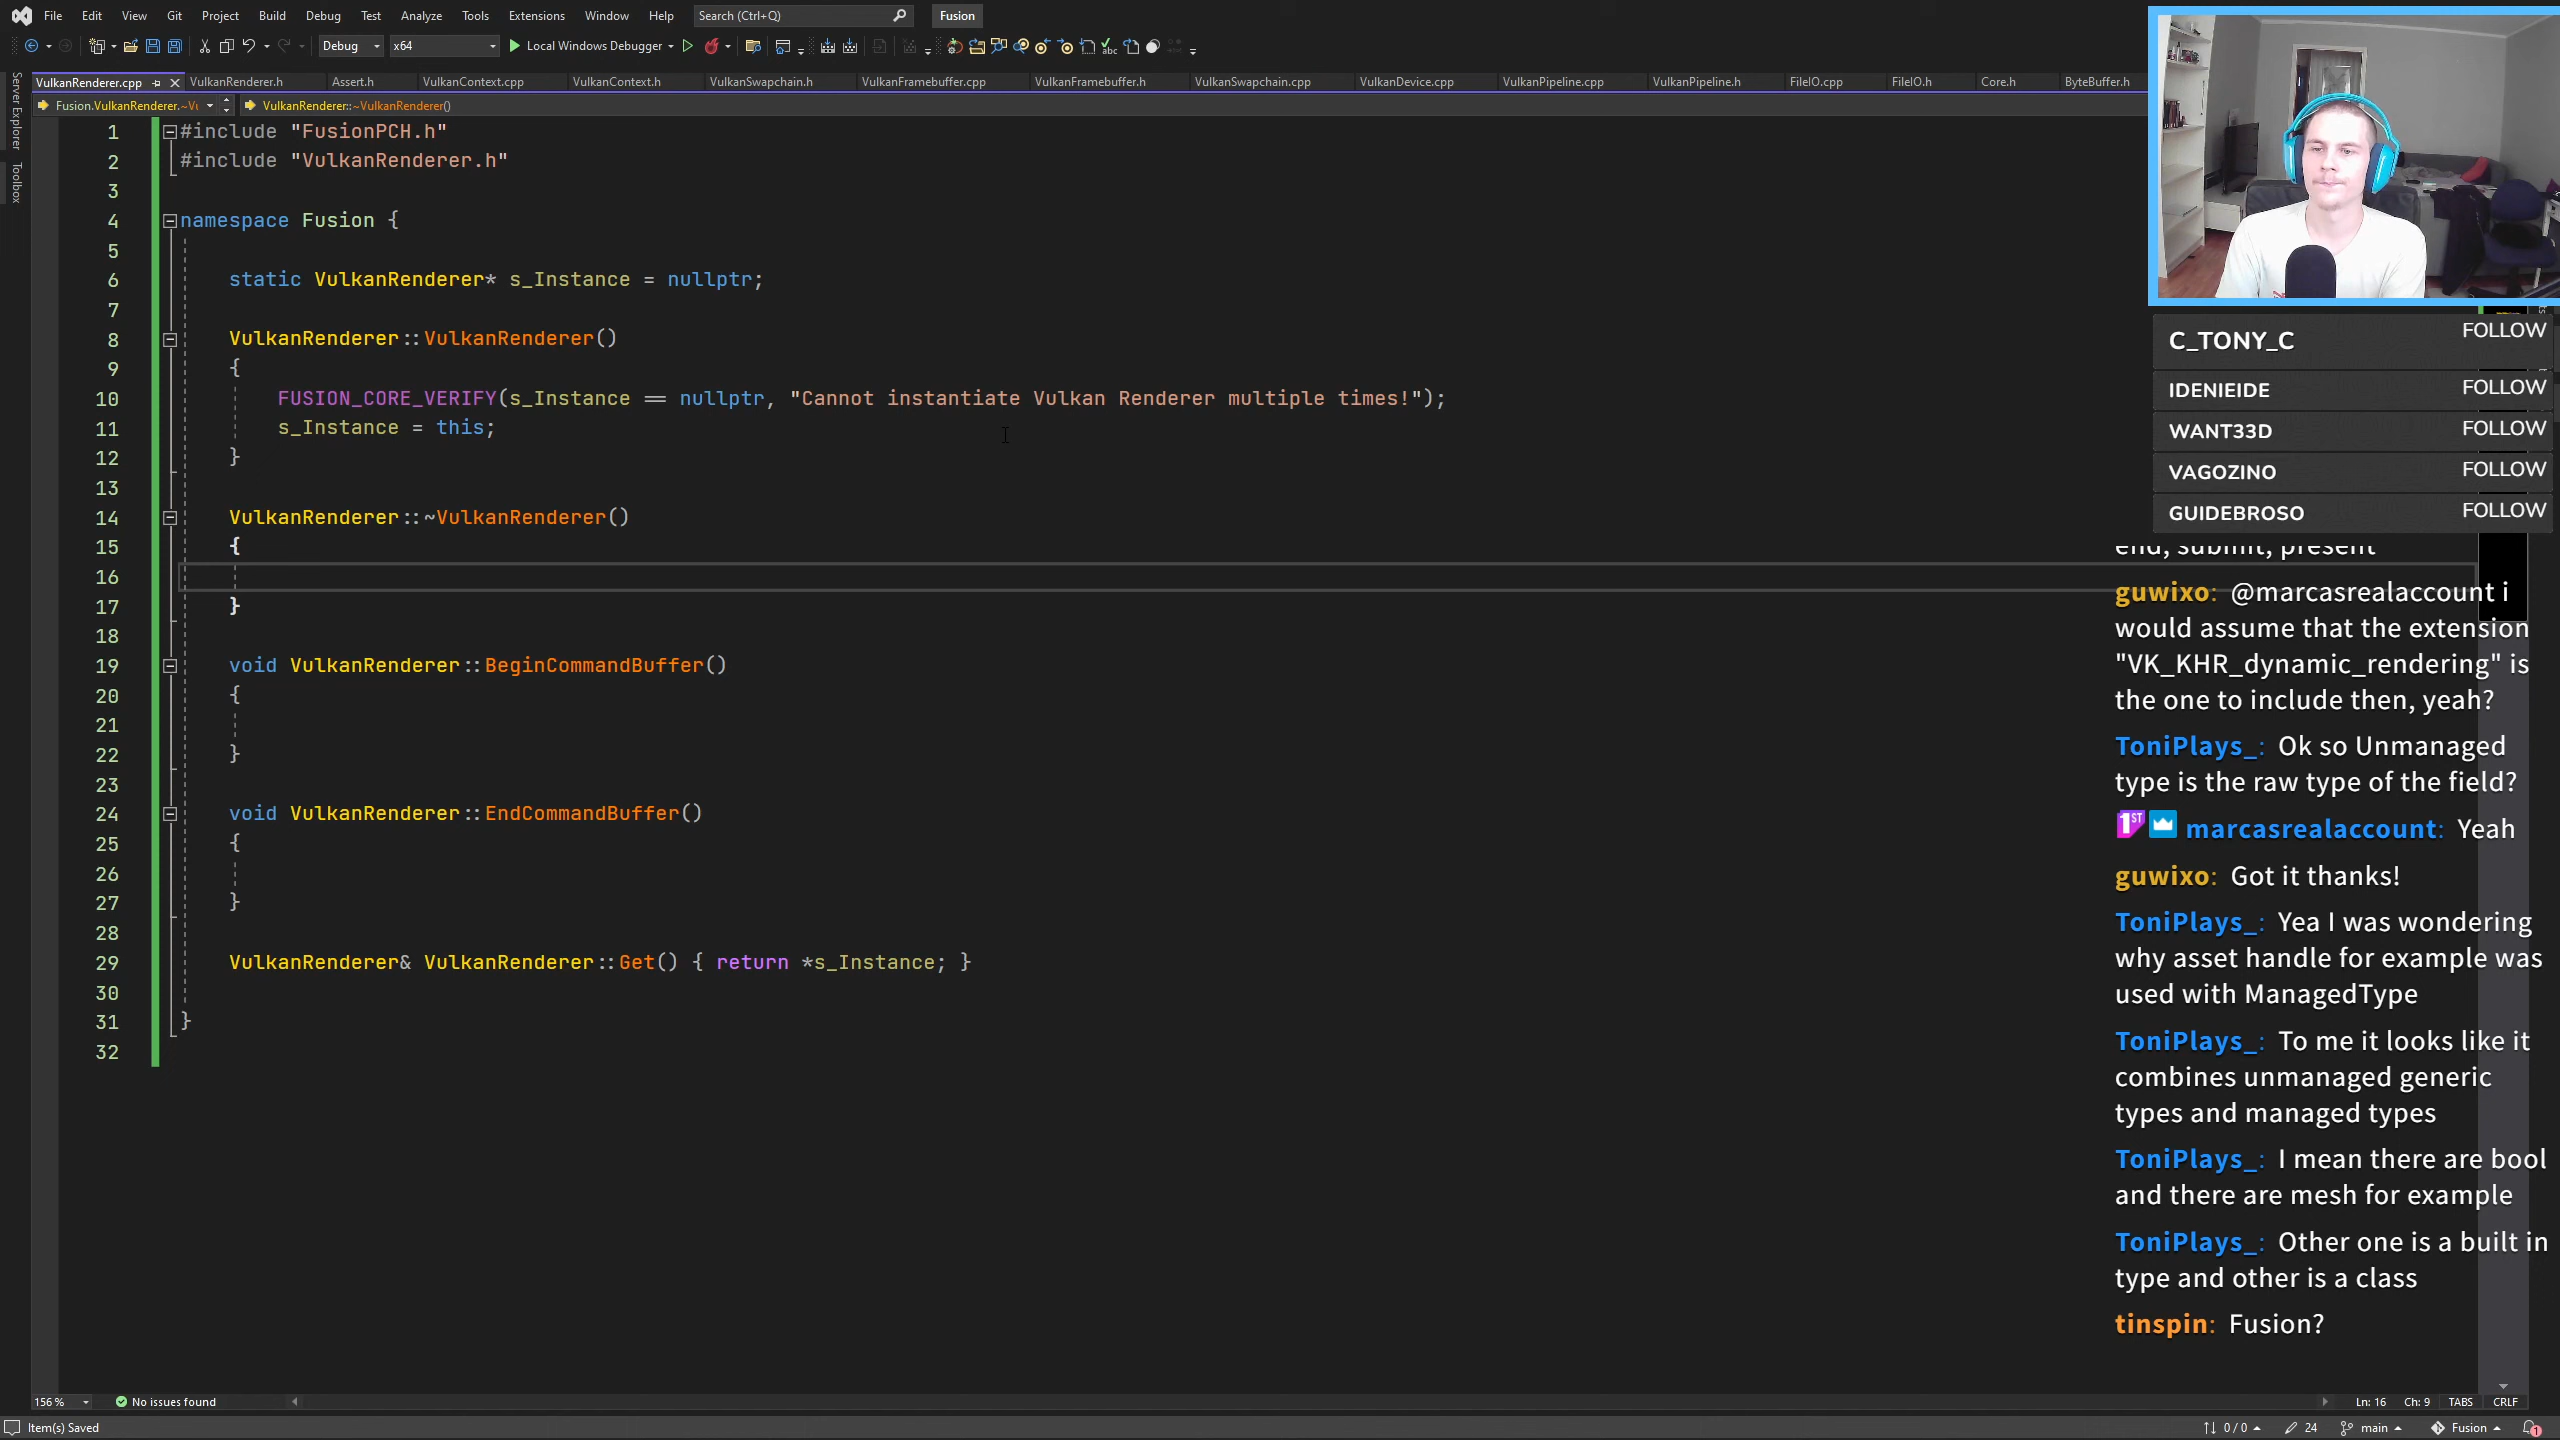 File Edit View Git Project Build Debug Test Analyze Tools Extensions Window Help Search (Ctrl+Q) Fusion
Debug x64 Local Windows Debugger
VulkanRenderer.cpp VulkanRenderer.h Assert.h VulkanContext.cpp VulkanContext.h VulkanSwapchain.h VulkanFramebuffer.cpp VulkanFramebuffer.h VulkanSwapchain.cpp VulkanDevice.cpp VulkanPipeline.cpp VulkanPipeline.h FileIO.cpp FileIO.h Core.h ByteBuffer.h
VulkanRenderer::~VulkanRenderer()
Server Explorer
Toolbox
1 #include "FusionPCH.h"
2 #include "VulkanRenderer.h"
3
4 namespace Fusion {
5
6 static VulkanRenderer* s_Instance = nullptr;
7
8 VulkanRenderer::VulkanRenderer()
9 {
10 FUSION_CORE_VERIFY(s_Instance == nullptr, "Cannot instantiate Vulkan Renderer multiple times!");
11 s_Instance = this;
12 }
13
14 VulkanRenderer::~VulkanRenderer()
15 {
16
17 }
18
19 void VulkanRenderer::BeginCommandBuffer()
20 {
21
22 }
23
24 void VulkanRenderer::EndCommandBuffer()
25 {
26
27 }
28
29 VulkanRenderer& VulkanRenderer::Get() { return *s_Instance; }
30
31 }
32
C_TONY_C FOLLOW
IDENIEIDE FOLLOW
WANT33D FOLLOW
VAGOZINO FOLLOW
GUIDEBROSO FOLLOW
end, submit, present
guwixo: @marcasrealaccount i
would assume that the extension
"VK_KHR_dynamic_rendering" is
the one to include then, yeah?
ToniPlays_: Ok so Unmanaged
type is the raw type of the field?
1ST marcasrealaccount: Yeah
guwixo: Got it thanks!
ToniPlays_: Yea I was wondering
why asset handle for example was
used with ManagedType
ToniPlays_: To me it looks like it
combines unmanaged generic
types and managed types
ToniPlays_: I mean there are bool
and there are mesh for example
ToniPlays_: Other one is a built in
type and other is a class
tinspin: Fusion?
156 % No issues found Ln: 16 Ch: 9 TABS CRLF
Item(s) Saved 0 / 0 24 main Fusion 1